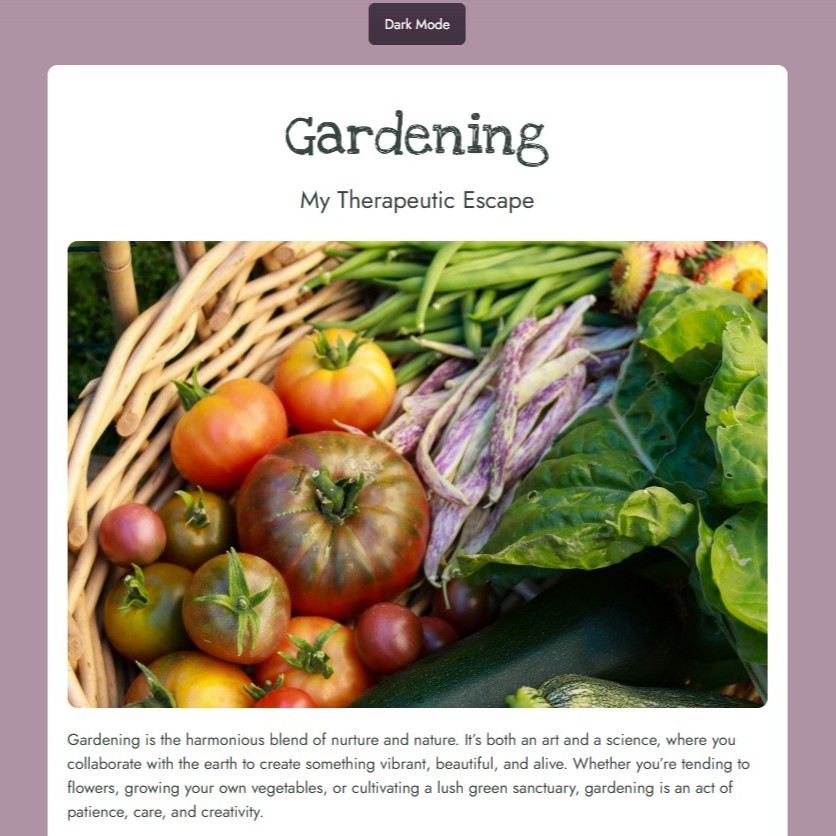 Dark Mode
Gardening
My Therapeutic Escape
Gardening is the harmonious blend of nurture and nature. It’s both an art and a science, where you
collaborate with the earth to create something vibrant, beautiful, and alive. Whether you’re tending to
flowers, growing your own vegetables, or cultivating a lush green sanctuary, gardening is an act of
patience, care, and creativity.